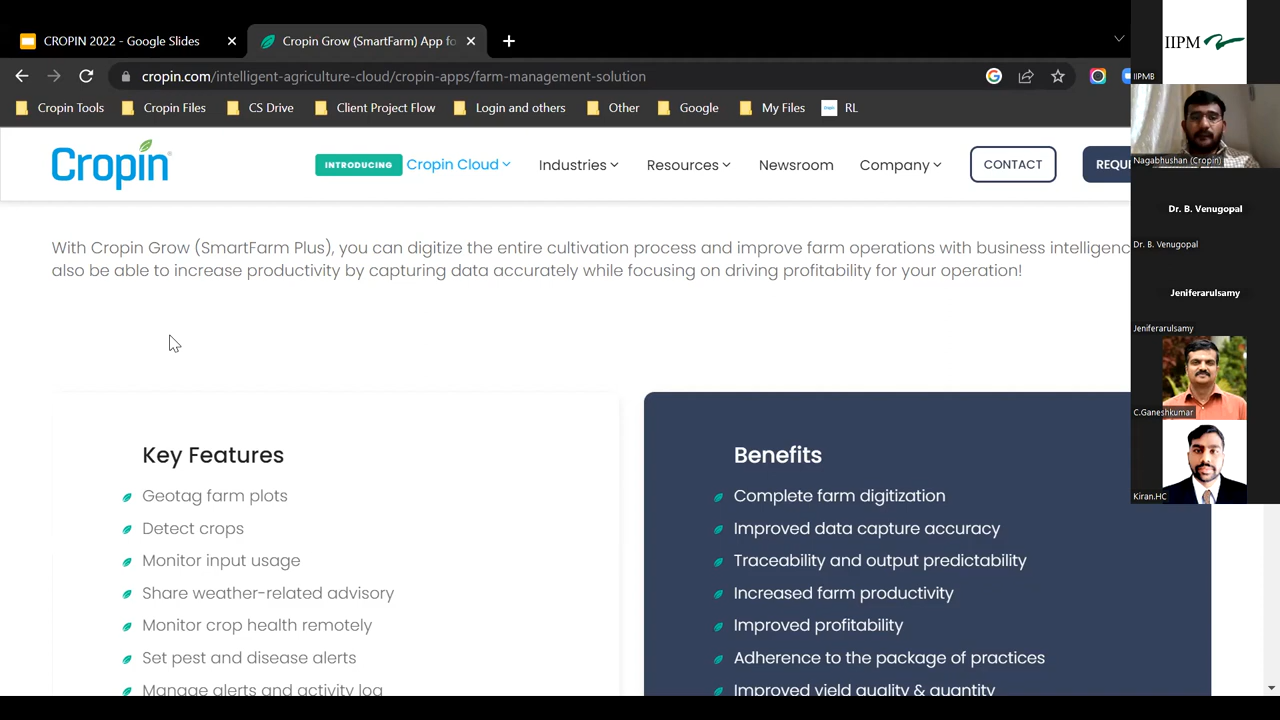 CROPIN 2022 - Google Slides
Cropin Grow (SmartFarm) App fo
cropin.com/intelligent-agriculture-cloud/cropin-apps/farm-management-solution
Cropin Tools
Cropin Files
CS Drive
Client Project Flow
Login and others
Other
Google
My Files
RL
Cropin
INTRODUCING
Cropin Cloud
Industries
Resources
Newsroom
Company
CONTACT
REQU
With Cropin Grow (SmartFarm Plus), you can digitize the entire cultivation process and improve farm operations with business intelligenc
also be able to increase productivity by capturing data accurately while focusing on driving profitability for your operation!
Key Features
Geotag farm plots
Detect crops
Monitor input usage
Share weather-related advisory
Monitor crop health remotely
Set pest and disease alerts
Manage alerts and activity log
Benefits
Complete farm digitization
Improved data capture accuracy
Traceability and output predictability
Increased farm productivity
Improved profitability
Adherence to the package of practices
Improved yield quality & quantity
IIPM
IIPMB
Nagabhushan (Cropin)
Dr. B. Venugopal
Dr. B. Venugopal
Jeniferarulsamy
Jeniferarulsamy
C.Ganeshkumar
Kiran.HC